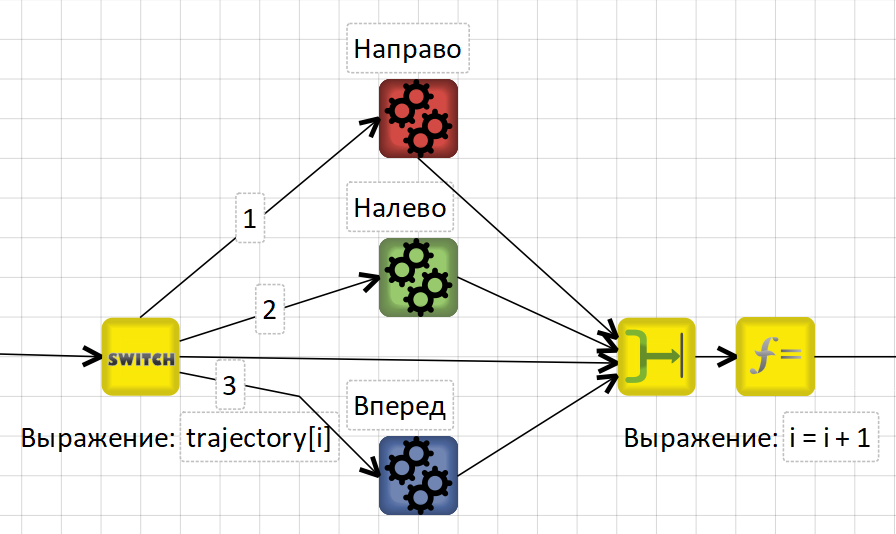 Направо
1
Налево
2
SWITCH
3
Вперед
Выражение: trajectory[i]
f =
Выражение: i = i + 1